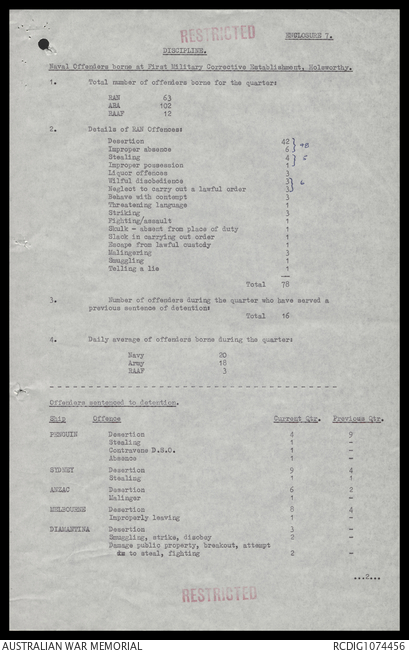 RESTRICTED
ENCLOSURE 7.
DISCIPLINE.
Naval Offenders borne at First Military Corrective Establishment, Holsworthy.
1. Total number of offenders borne for the quarter:
RAN 63
ARA 102
RAAF 12
2. Details of RAN Offences:
Desertion 42
Improper absence 6 } 48
Stealing 4
Improper possession 1 } 5
Liquor offences 3
Wilful disobedience 3
Neglect to carry out a lawful order 3 } 6
Behave with contempt 3
Threatening language 1
Striking 3
Fighting/assault 1
Skulk - absent from place of duty 1
Slack in carrying out order 1
Escape from lawful custody 1
Malingering 3
Smuggling 1
Telling a lie 1
Total 78
3. Number of offenders during the quarter who have served a
previous sentence of detention:
Total 16
4. Daily average of offenders borne during the quarter:
Navy 20
Army 18
RAAF 3
Offenders sentenced to detention.
Ship Offence Current Qtr. Previous Qtr.
PENGUIN Desertion 4 9
Stealing 1 -
Contravene D.S.O. 1 -
Absence 1 -
SYDNEY Desertion 9 4
Stealing 1 1
ANZAC Desertion 6 2
Malinger 1 -
MELBOURNE Desertion 8 4
Improperly leaving 1 -
DIAMANTINA Desertion 3 -
Smuggling, strike, disobey 2 -
Damage public property, breakout, attempt
to steal, fighting 2 -
...2...
RESTRICTED
AUSTRALIAN WAR MEMORIAL
RCDIG1074456